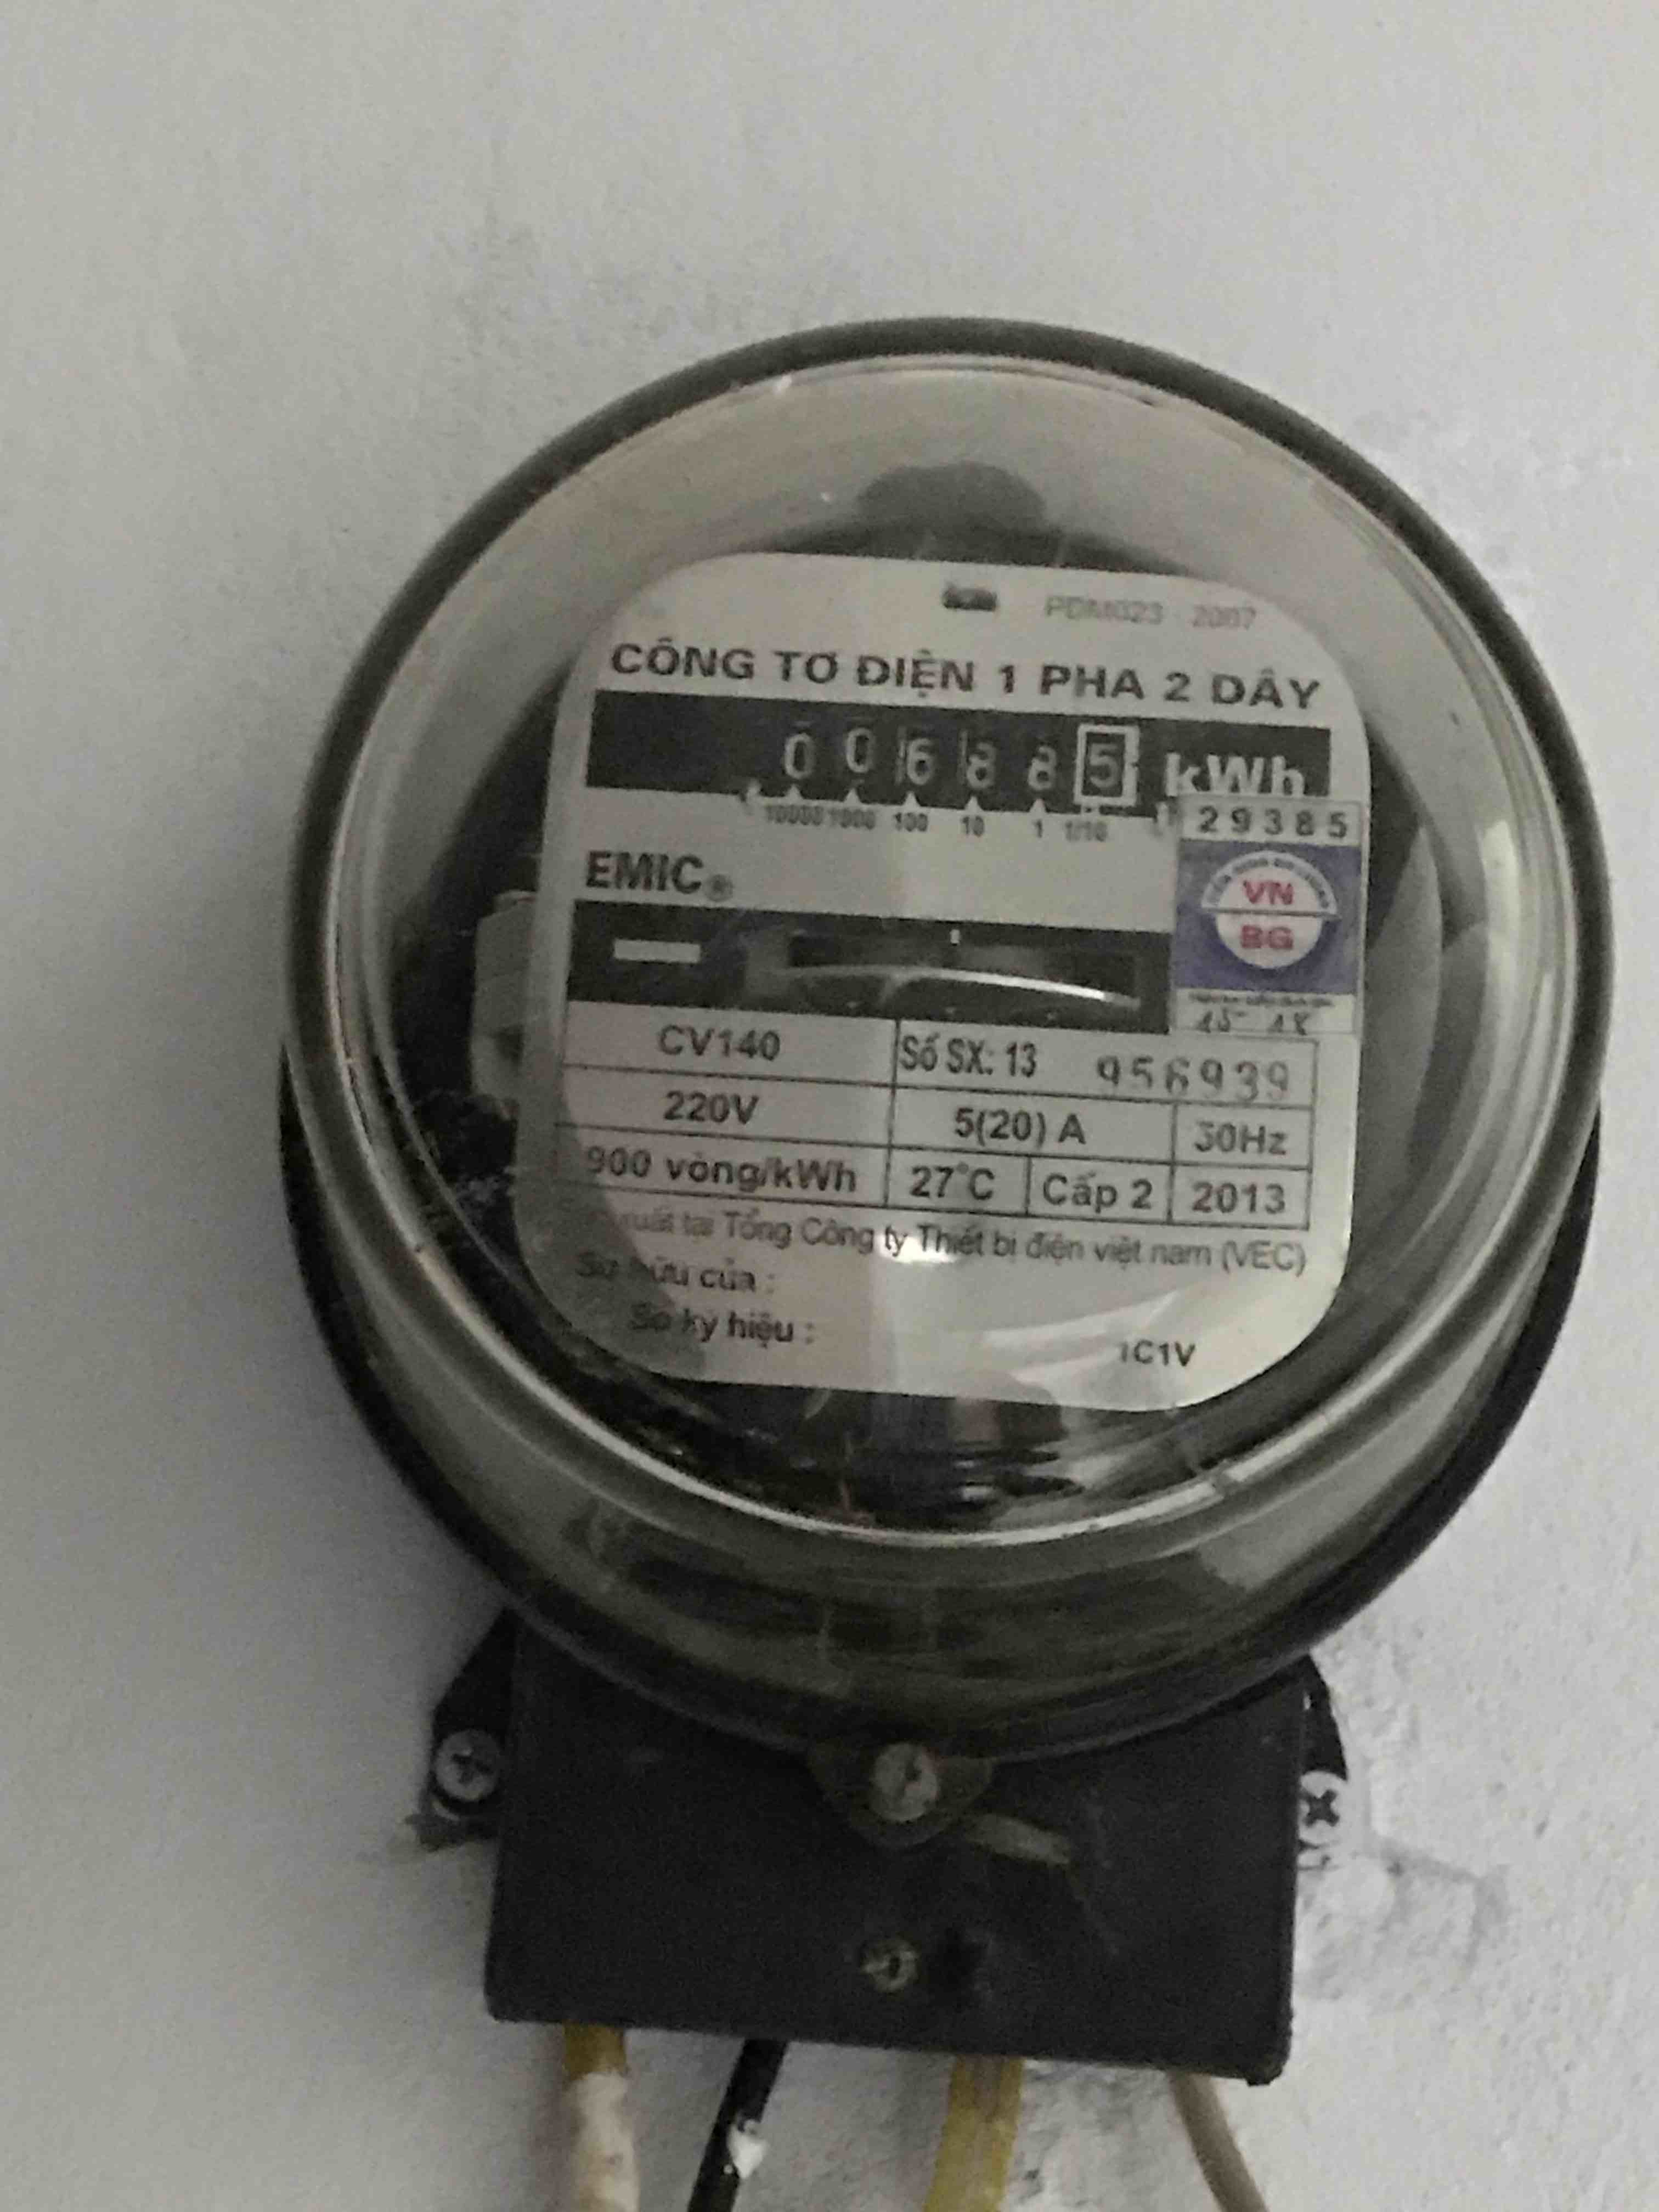 PDM023 2007
CÔNG TƠ ĐIỆN 1 PHA 2 DÂY
0 0 6 8 8 5 kWh
10000 1000 100 10 1 1/10
29385
EMIC®
VN
BG
CV140 Số SX: 13 956939
220V 5(20) A 50Hz
900 vòng/kWh 27°C Cấp 2 2013
xuất tại Tổng Công ty Thiết bị điện việt nam (VEC)
Sở hữu của :
Số ký hiệu :
1C1V